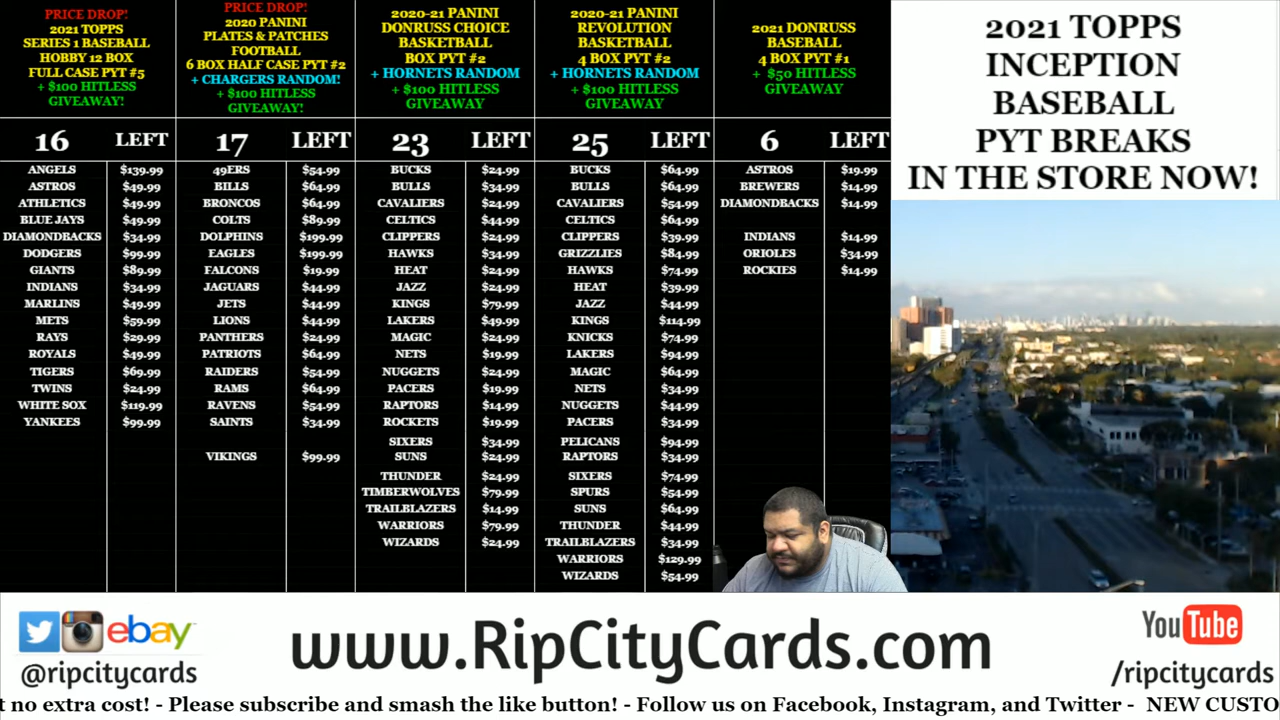 PRICE DROP!
2021 TOPPS
SERIES 1 BASEBALL
HOBBY 12 BOX
FULL CASE PYT #5
+ $100 HITLESS
GIVEAWAY!
16 LEFT
ANGELS $139.99
ASTROS $49.99
ATHLETICS $49.99
BLUE JAYS $49.99
DIAMONDBACKS $34.99
DODGERS $99.99
GIANTS $89.99
INDIANS $34.99
MARLINS $49.99
METS $59.99
RAYS $29.99
ROYALS $49.99
TIGERS $69.99
TWINS $24.99
WHITE SOX $119.99
YANKEES $99.99
PRICE DROP!
2020 PANINI
PLATES & PATCHES
FOOTBALL
6 BOX HALF CASE PYT #2
+ CHARGERS RANDOM!
+ $100 HITLESS
GIVEAWAY!
17 LEFT
49ERS $54.99
BILLS $64.99
BRONCOS $64.99
COLTS $89.99
DOLPHINS $199.99
EAGLES $199.99
FALCONS $19.99
JAGUARS $44.99
JETS $44.99
LIONS $44.99
PANTHERS $24.99
PATRIOTS $64.99
RAIDERS $54.99
RAMS $64.99
RAVENS $54.99
SAINTS $34.99
VIKINGS $99.99
2020-21 PANINI
DONRUSS CHOICE
BASKETBALL
BOX PYT #2
+ HORNETS RANDOM
+ $100 HITLESS
GIVEAWAY
23 LEFT
BUCKS $24.99
BULLS $34.99
CAVALIERS $24.99
CELTICS $44.99
CLIPPERS $24.99
HAWKS $34.99
HEAT $24.99
JAZZ $24.99
KINGS $79.99
LAKERS $49.99
MAGIC $24.99
NETS $19.99
NUGGETS $24.99
PACERS $19.99
RAPTORS $14.99
ROCKETS $19.99
SIXERS $34.99
SUNS $24.99
THUNDER $24.99
TIMBERWOLVES $79.99
TRAILBLAZERS $14.99
WARRIORS $79.99
WIZARDS $24.99
2020-21 PANINI
REVOLUTION
BASKETBALL
4 BOX PYT #2
+ HORNETS RANDOM
+ $100 HITLESS
GIVEAWAY
25 LEFT
BUCKS $64.99
BULLS $64.99
CAVALIERS $54.99
CELTICS $64.99
CLIPPERS $39.99
GRIZZLIES $84.99
HAWKS $74.99
HEAT $39.99
JAZZ $44.99
KINGS $114.99
KNICKS $74.99
LAKERS $94.99
MAGIC $64.99
NETS $34.99
NUGGETS $44.99
PACERS $34.99
PELICANS $94.99
RAPTORS $34.99
SIXERS $74.99
SPURS $54.99
SUNS $64.99
THUNDER $44.99
TRAILBLAZERS $34.99
WARRIORS $129.99
WIZARDS $54.99
2021 DONRUSS
BASEBALL
4 BOX PYT #1
+ $50 HITLESS
GIVEAWAY
6 LEFT
ASTROS $19.99
BREWERS $14.99
DIAMONDBACKS $14.99
INDIANS $14.99
ORIOLES $34.99
ROCKIES $14.99
2021 TOPPS
INCEPTION
BASEBALL
PYT BREAKS
IN THE STORE NOW!
ebay
@ripcitycards
www.RipCityCards.com
YouTube
/ripcitycards
t no extra cost! - Please subscribe and smash the like button! - Follow us on Facebook, Instagram, and Twitter - NEW CUSTO